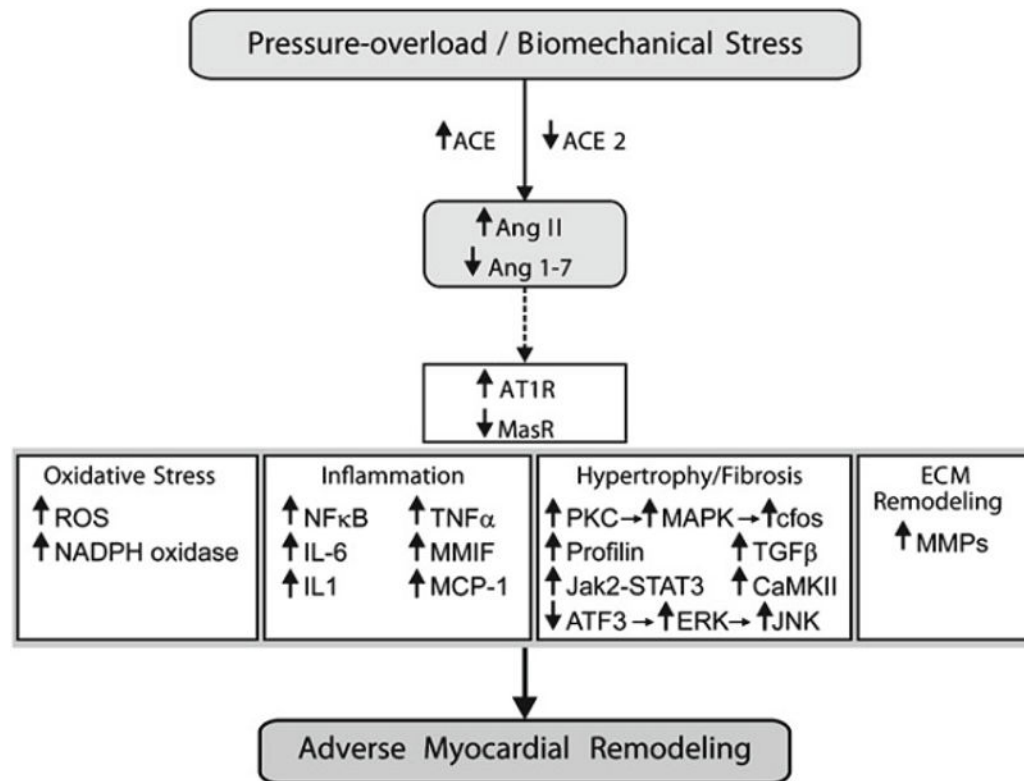 Pressure-overload / Biomechanical Stress
↑ACE ↓ACE 2
↑Ang II
↓Ang 1-7
↑AT1R
↓MasR
Oxidative Stress
↑ROS
↑NADPH oxidase
Inflammation
↑NFκB ↑TNFα
↑IL-6 ↑MMIF
↑IL1 ↑MCP-1
Hypertrophy/Fibrosis
↑PKC→↑MAPK→↑cfos
↑Profilin ↑TGFβ
↑Jak2-STAT3 ↑CaMKII
↓ATF3→↑ERK→↑JNK
ECM
Remodeling
↑MMPs
Adverse Myocardial Remodeling